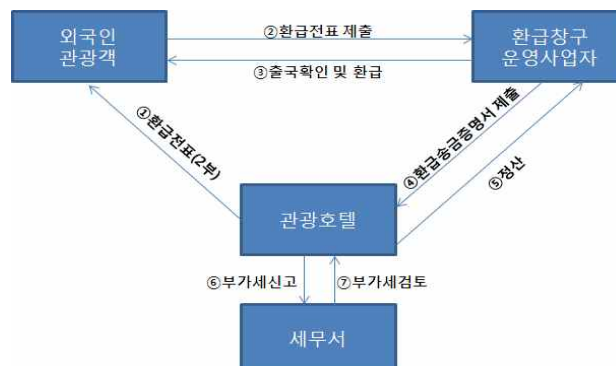 외국인
관광객
②환급전표 제출
환급창구
운영사업자
③출국확인 및 환급
①환급전표(2부)
④환급송금증명서 제출
⑤정산
관광호텔
⑥부가세신고
⑦부가세검토
세무서